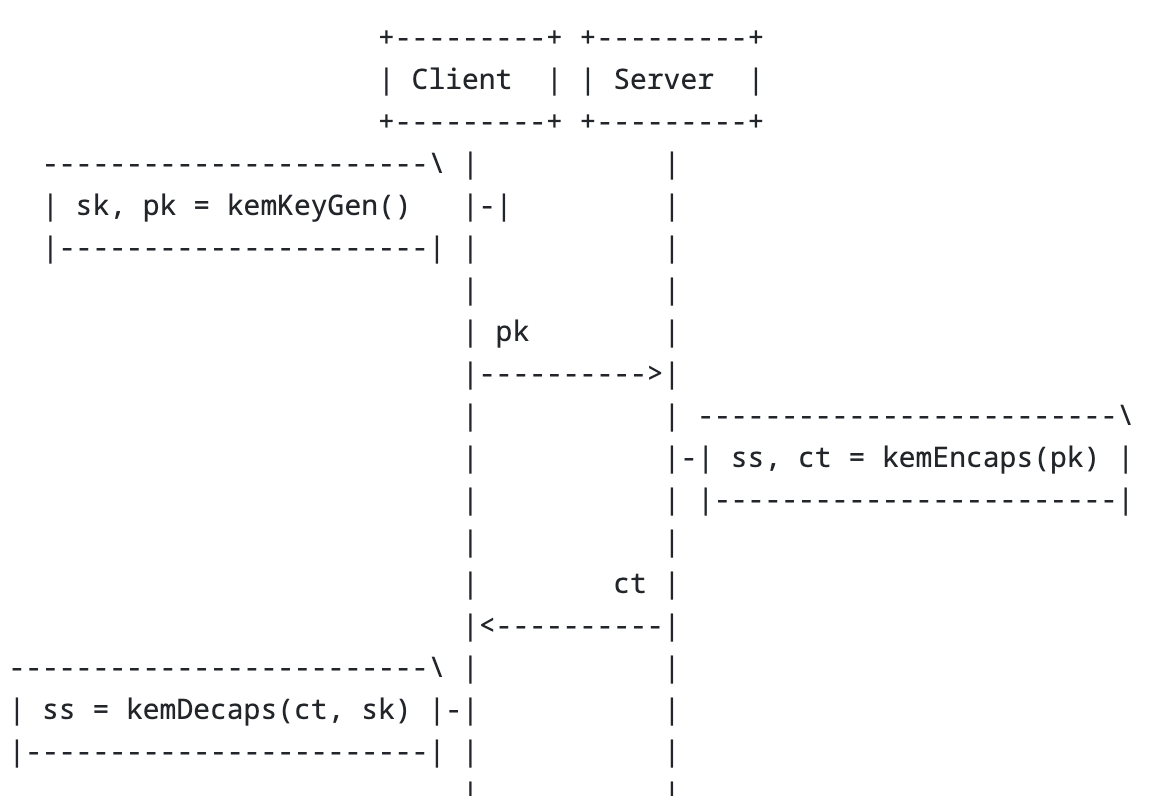 +---------+ +---------+
                      | Client  | | Server  |
                      +---------+ +---------+
  -----------------------\ |           |
  | sk, pk = kemKeyGen()   |-|         |
  |----------------------| |           |
                           |           |
                           | pk        |
                           |---------->|
                           |           | -------------------------\
                           |           |-| ss, ct = kemEncaps(pk) |
                           |           | |------------------------|
                           |           |
                           |        ct |
                           |<----------|
-------------------------\ |           |
| ss = kemDecaps(ct, sk) |-|           |
|------------------------| |           |
                           |           |